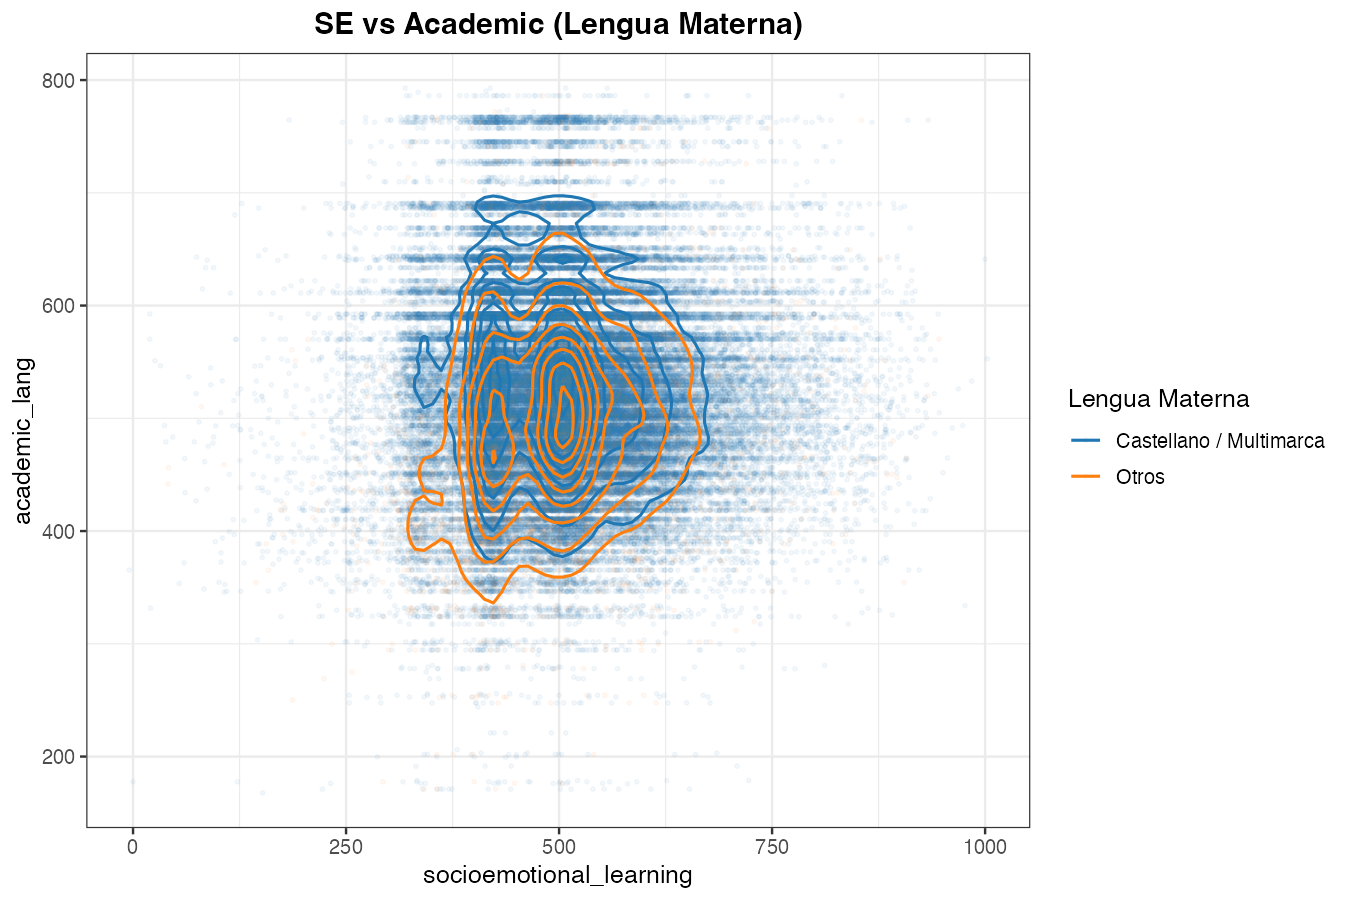 SE vs Academic (Lengua Materna)
800
600
400
200
academic_lang
0 250 500 750 1000
socioemotional_learning
Lengua Materna
Castellano / Multimarca
Otros